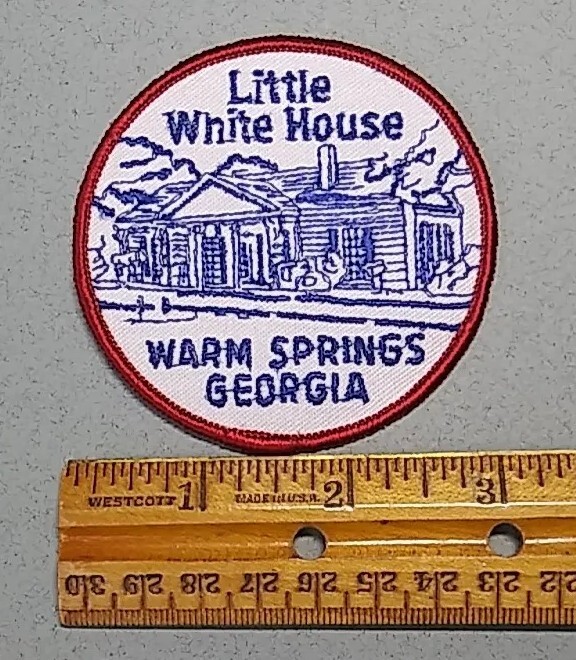 Little
White House
WARM SPRINGS
GEORGIA
1 2 3
WESTCOTT MADE IN U.S.A.
30 29 28 27 26 25 24 23 22